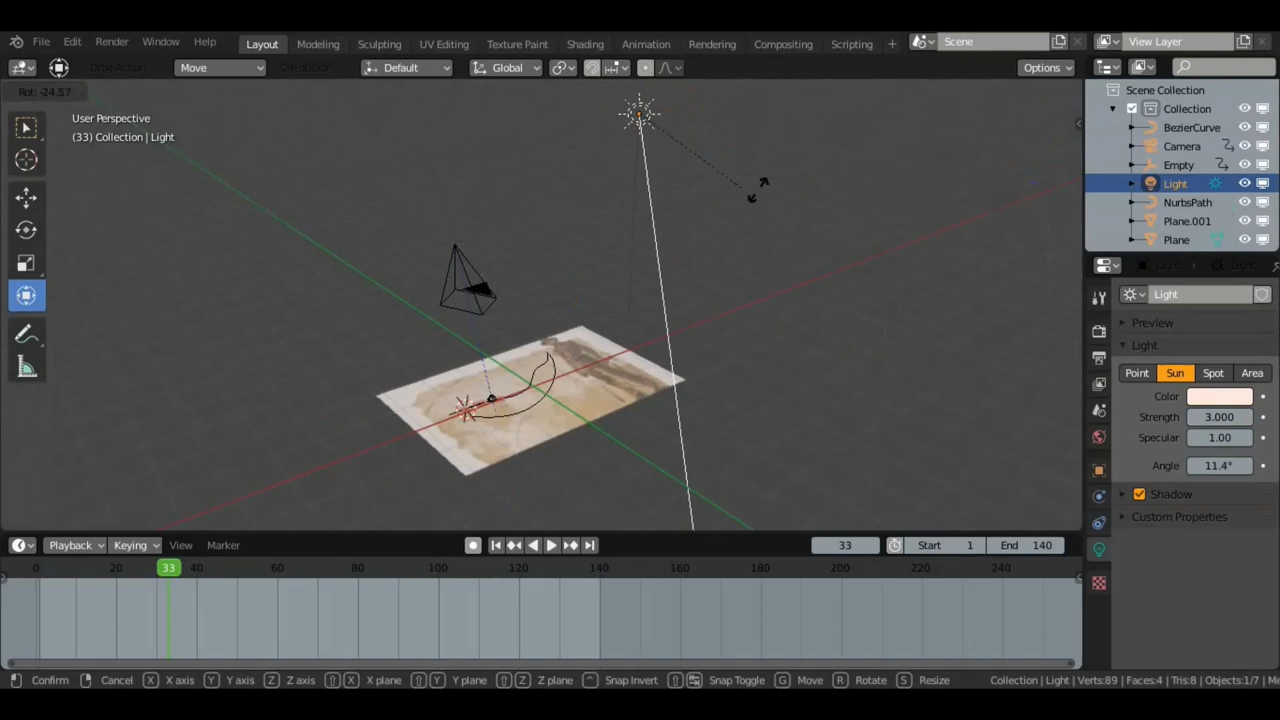 File Edit Render Window Help Layout Modeling Sculpting UV Editing Texture Paint Shading Animation Rendering Compositing Scripting + Scene View Layer
Drag Action: Move Orientation: Default Global Options
Rot: -24.57
User Perspective
(33) Collection | Light
Scene Collection
Collection
BezierCurve
Camera
Empty
Light
NurbsPath
Plane.001
Plane
Light Light
Light
Preview
Light
Point Sun Spot Area
Color
Strength 3.000
Specular 1.00
Angle 11.4°
Shadow
Custom Properties
Playback Keying View Marker 33 Start 1 End 140
0 20 33 40 60 80 100 120 140 160 180 200 220 240
Confirm Cancel X X axis Y Y axis Z Z axis X X plane Y Y plane Z Z plane Snap Invert Snap Toggle G Move R Rotate S Resize Collection | Light | Verts:89 | Faces:4 | Tris:8 | Objects:1/7 |